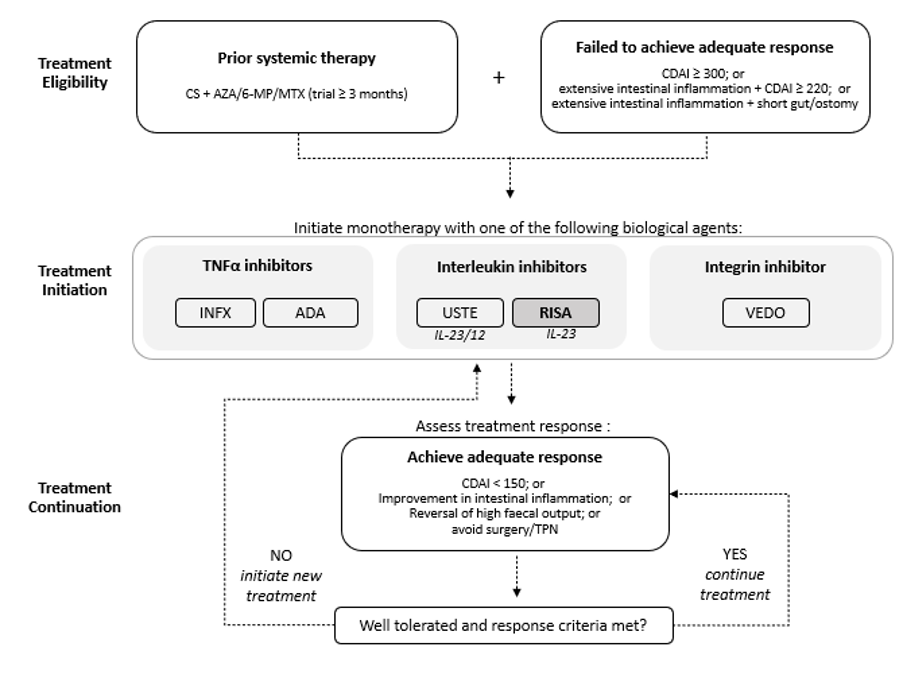 Treatment
Eligibility
Prior systemic therapy
CS + AZA/6-MP/MTX (trial ≥ 3 months)
+
Failed to achieve adequate response
CDAI ≥ 300; or
extensive intestinal inflammation + CDAI ≥ 220; or
extensive intestinal inflammation + short gut/ostomy
Initiate monotherapy with one of the following biological agents:
Treatment
Initiation
TNFα inhibitors
INFX
ADA
Interleukin inhibitors
USTE
IL-23/12
RISA
IL-23
Integrin inhibitor
VEDO
Assess treatment response :
Treatment
Continuation
Achieve adequate response
CDAI < 150; or
Improvement in intestinal inflammation; or
Reversal of high faecal output; or
avoid surgery/TPN
NO
initiate new
treatment
YES
continue
treatment
Well tolerated and response criteria met?